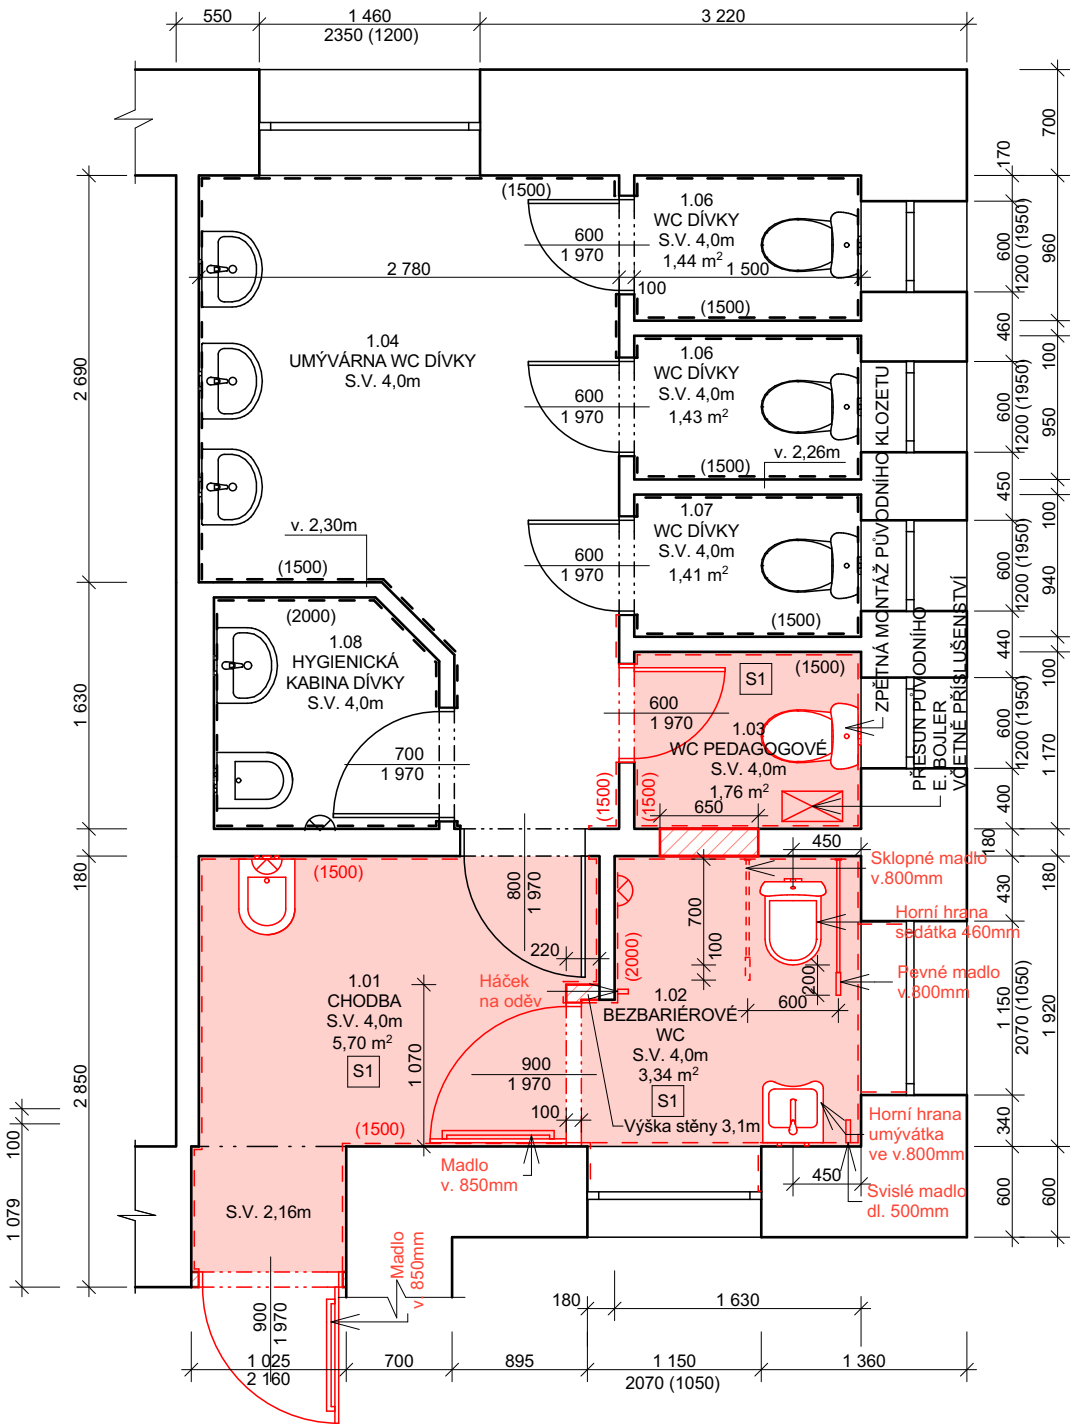 550
1 460
2350 (1200)
3 220
700
170
(1500)
1.06
WC DÍVKY
S.V. 4,0m
1,44 m²
600
1 970
2 780
100
1 500
(1500)
600
1200 (1950)
960
460
100
1.04
UMÝVÁRNA WC DÍVKY
S.V. 4,0m
2 690
1.06
WC DÍVKY
S.V. 4,0m
1,43 m²
600
1 970
(1500)
v. 2,26m
600
1200 (1950)
950
450
100
v. 2,30m
(1500)
1.07
WC DÍVKY
S.V. 4,0m
1,41 m²
600
1 970
(1500)
600
1200 (1950)
940
440
100
ZPĚTNÁ MONTÁŽ PŮVODNÍHO KLOZETU
PŘESUN PŮVODNÍHO
E. BOJLER
VČETNĚ PŘÍSLUŠENSTVÍ
(2000)
1.08
HYGIENICKÁ
KABINA DÍVKY
S.V. 4,0m
1 630
700
1 970
S1
(1500)
600
1 970
1.03
WC PEDAGOGOVÉ
S.V. 4,0m
1,76 m²
650
(1500)
(1500)
600
1200 (1950)
1 170
400
180
180
180
450
(1500)
800
1 970
700
100
220
(2000)
Sklopné madlo
v.800mm
Horní hrana
sedátka 460mm
Pevné madlo
v.800mm
430
200
600
Háček
na oděv
1.01
CHODBA
S.V. 4,0m
5,70 m²
S1
1 070
900
1 970
100
1.02
BEZBARIÉROVÉ
WC
S.V. 4,0m
3,34 m²
S1
Výška stěny 3,1m
1 150
2070 (1050)
1 920
2 850
100
1 079
(1500)
Madlo
v. 850mm
Horní hrana
umývátka
ve v.800mm
340
450
Svislé madlo
dl. 500mm
600
600
S.V. 2,16m
Madlo
v. 850mm
900
1 970
180
1 630
1 025
2 160
700
895
1 150
2070 (1050)
1 360